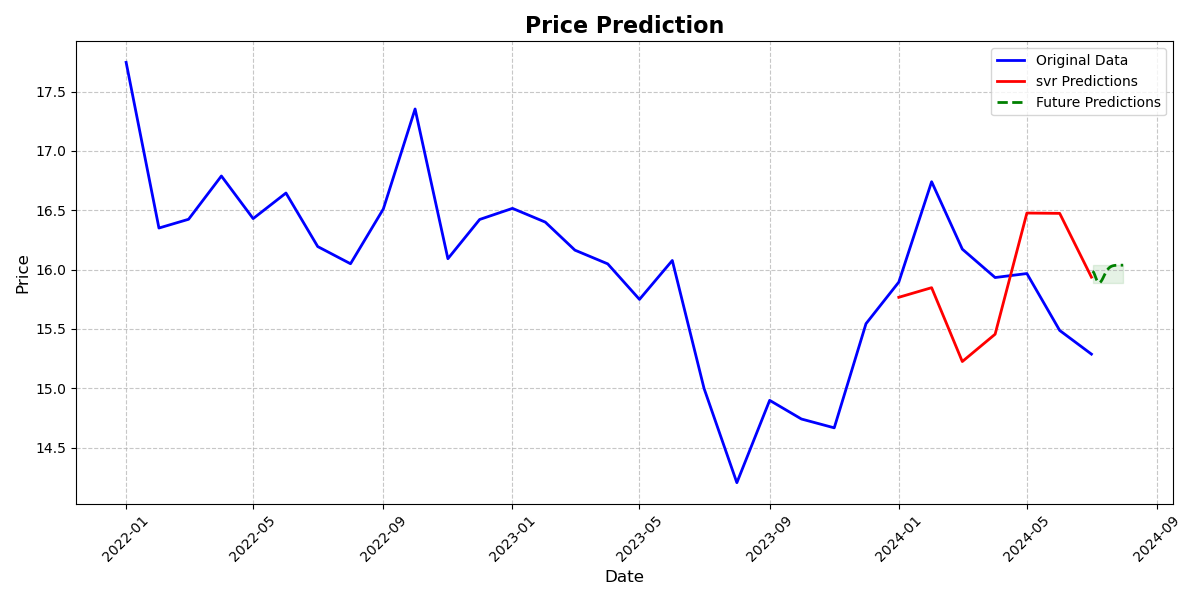 Price Prediction
Original Data
svr Predictions
Future Predictions
17.5
17.0
16.5
16.0
15.5
15.0
14.5
Price
2022-01
2022-05
2022-09
2023-01
2023-05
2023-09
2024-01
2024-05
2024-09
Date